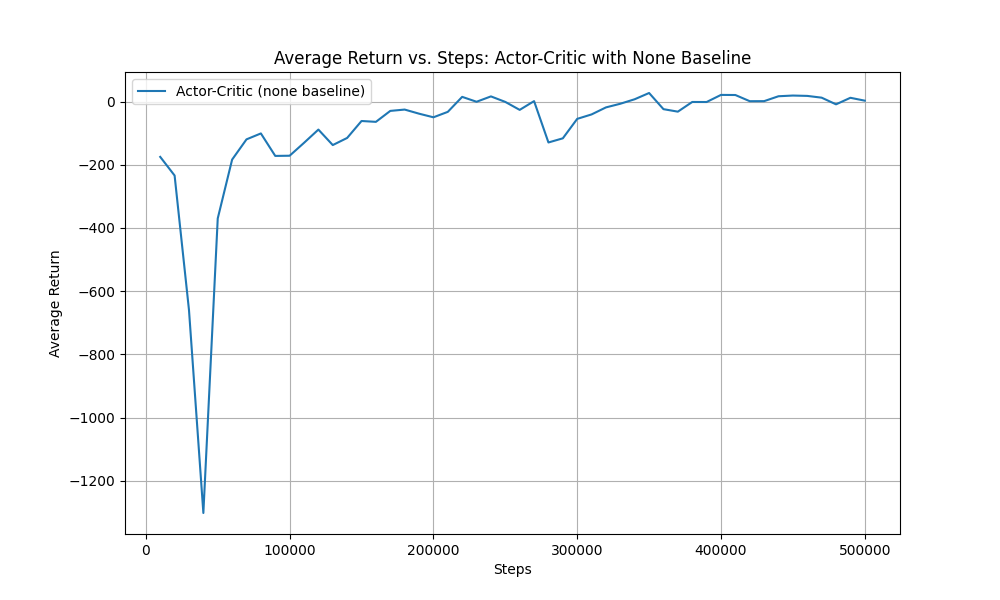 Average Return vs. Steps: Actor-Critic with None Baseline
Actor-Critic (none baseline)
0
−200
−400
−600
−800
−1000
−1200
Average Return
0 100000 200000 300000 400000 500000
Steps